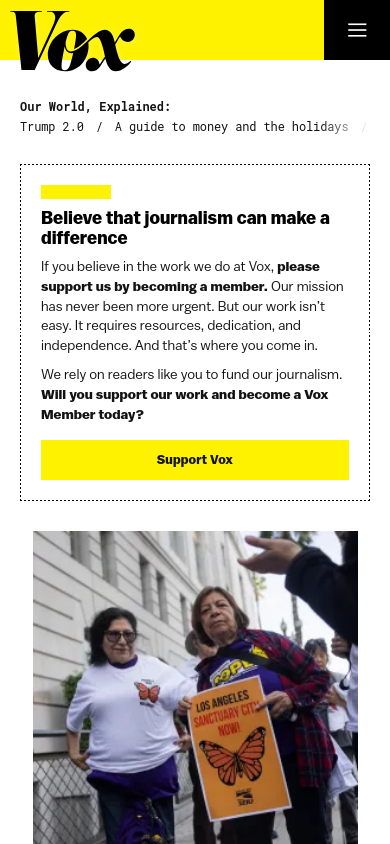 Vox
Our World, Explained:
Trump 2.0 / A guide to money and the holidays /
Believe that journalism can make a
difference
If you believe in the work we do at Vox, please
support us by becoming a member. Our mission
has never been more urgent. But our work isn't
easy. It requires resources, dedication, and
independence. And that's where you come in.
We rely on readers like you to fund our journalism.
Will you support our work and become a Vox
Member today?
Support Vox
LOS ANGELES
SANCTUARY CITY
NOW!